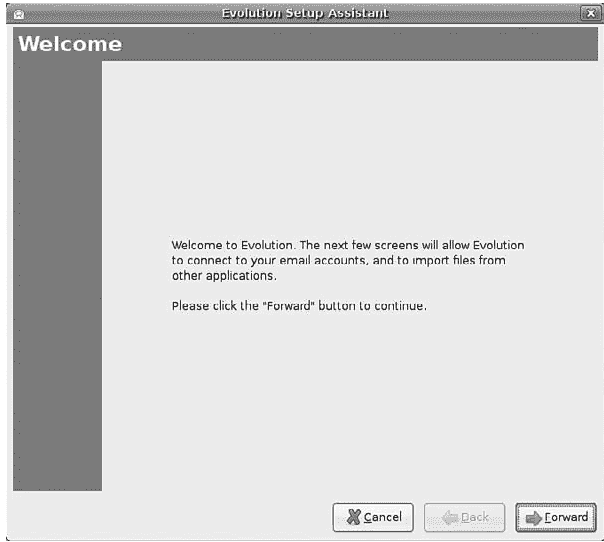 Evolution Setup Assistant
Welcome
Welcome to Evolution. The next few screens will allow Evolution
to connect to your email accounts, and to import files from
other applications.
Please click the "Forward" button to continue.
Cancel
Back
Forward